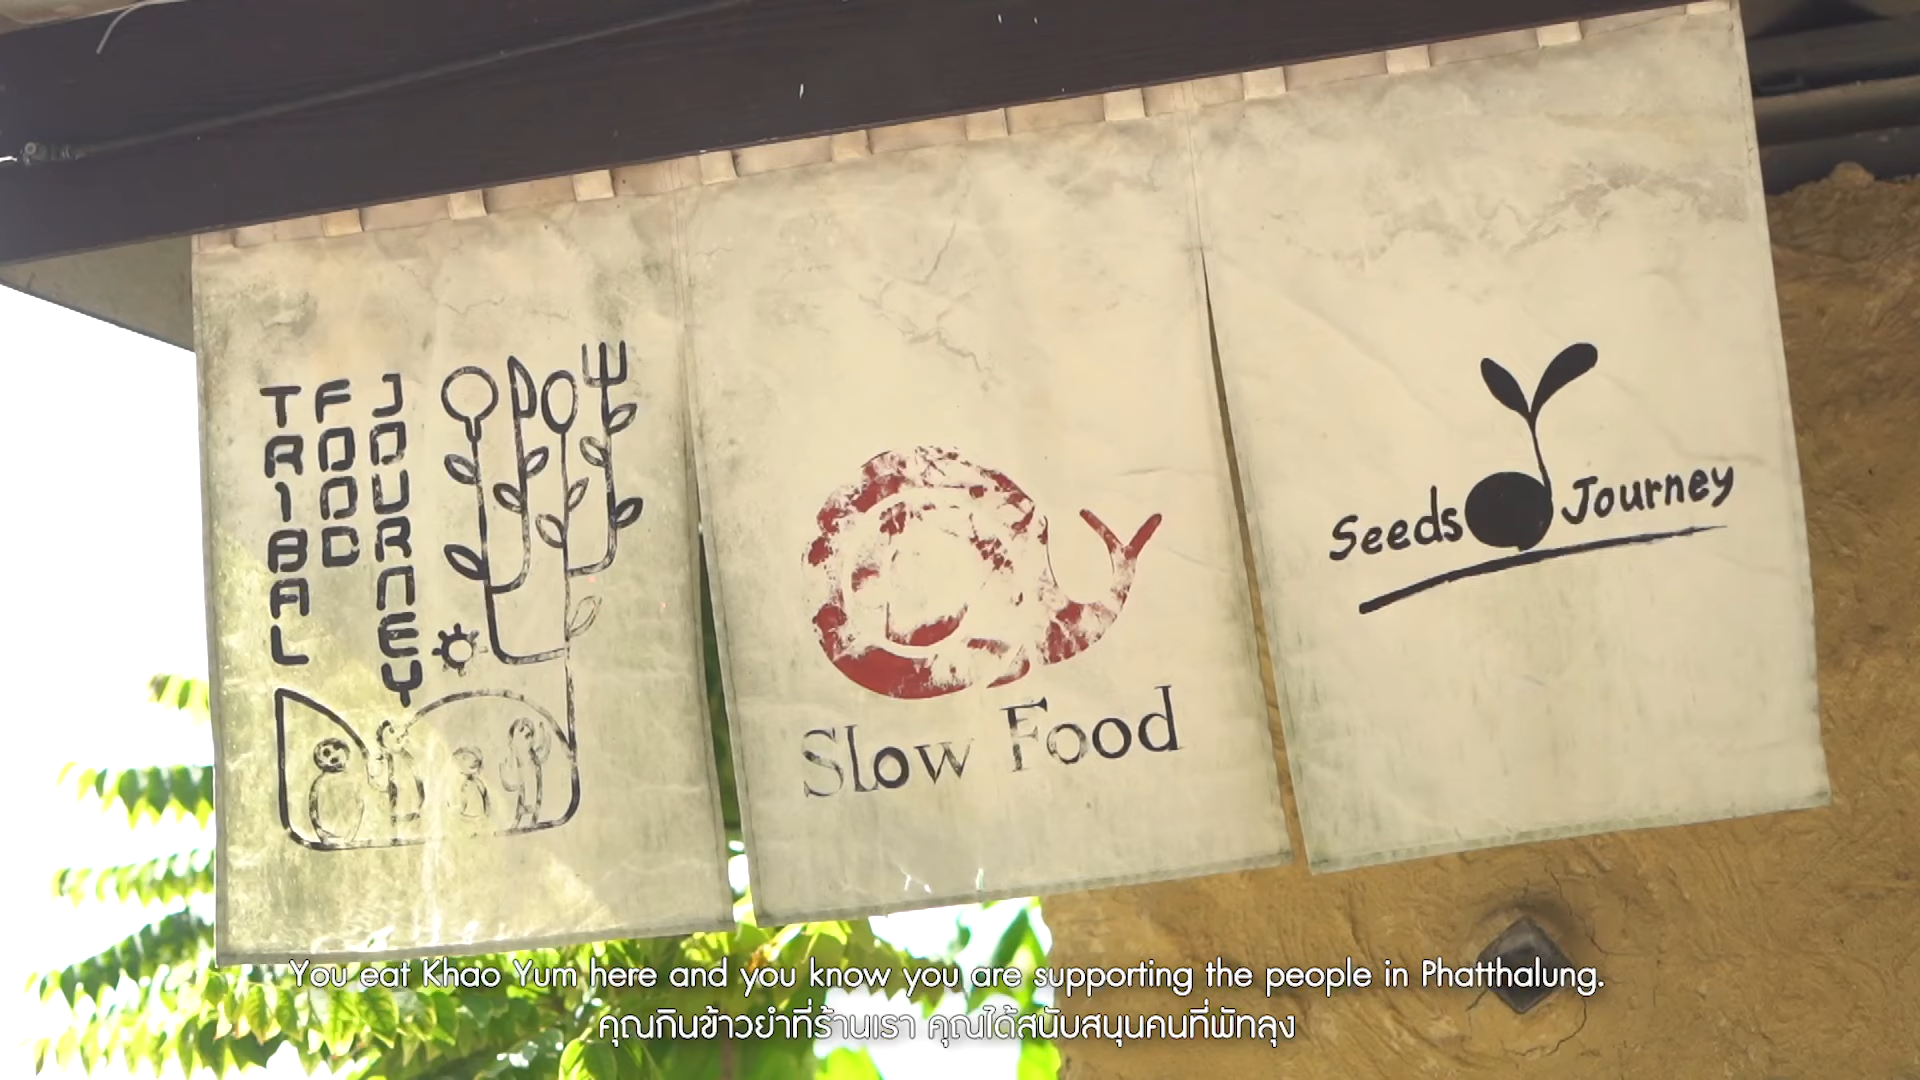 TRIBAL
FOOD
JOURNEY
Slow Food
Seeds Journey
You eat Khao Yum here and you know you are supporting the people in Phatthalung.
คุณกินข้าวยำที่ร้านเรา คุณได้สนับสนุนคนที่พัทลุง